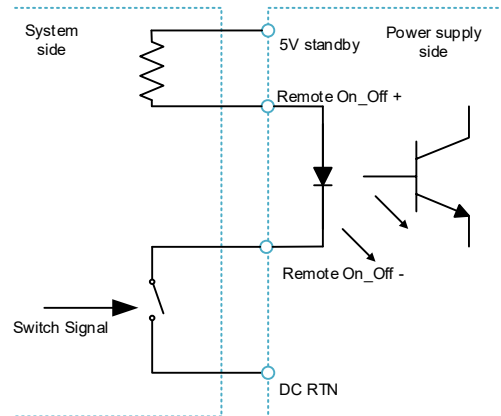 System
side
5V standby
Power supply
side
Remote On_Off +
Remote On_Off -
Switch Signal
DC RTN